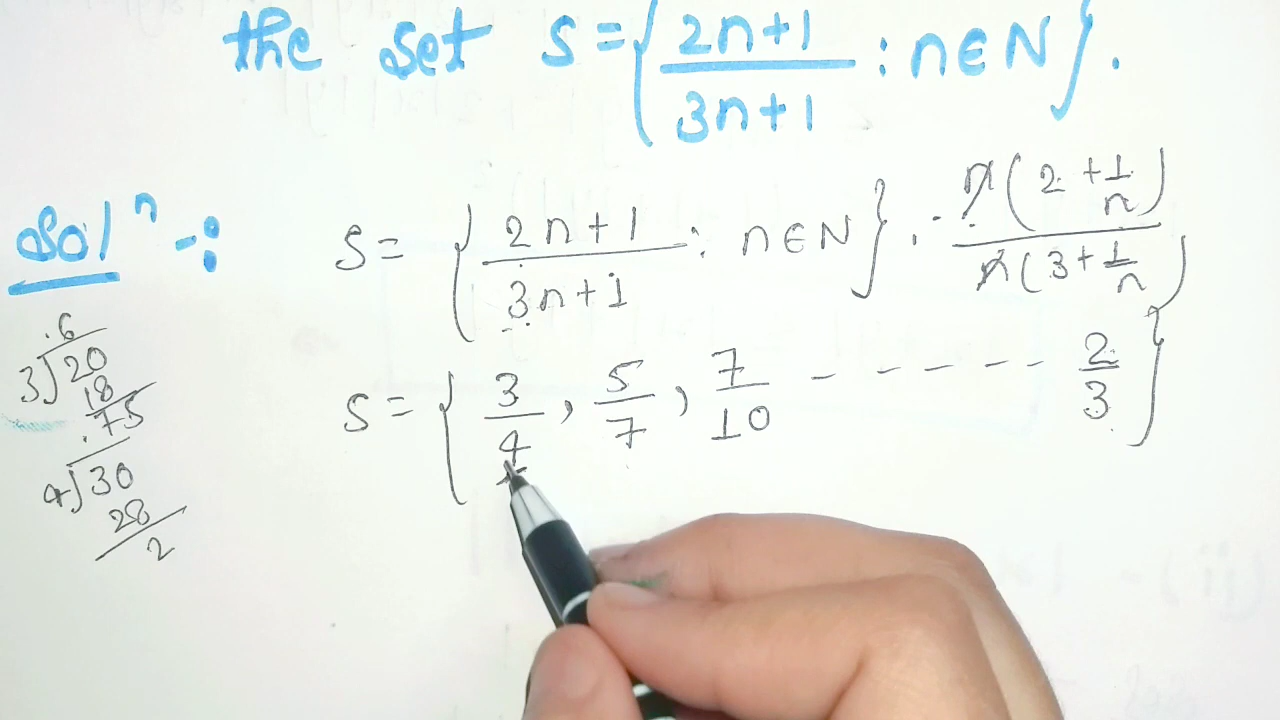 the set S={2n+1/3n+1 : n∈N}.
Solⁿ -:
S= {2n+1/3n+1 : n∈N}. n(2+1/n)/n(3+1/n)
S= {3/4, 5/7, 7/10 - - - - - 2/3}
.6
3)20
18
.75
4)30
28
2